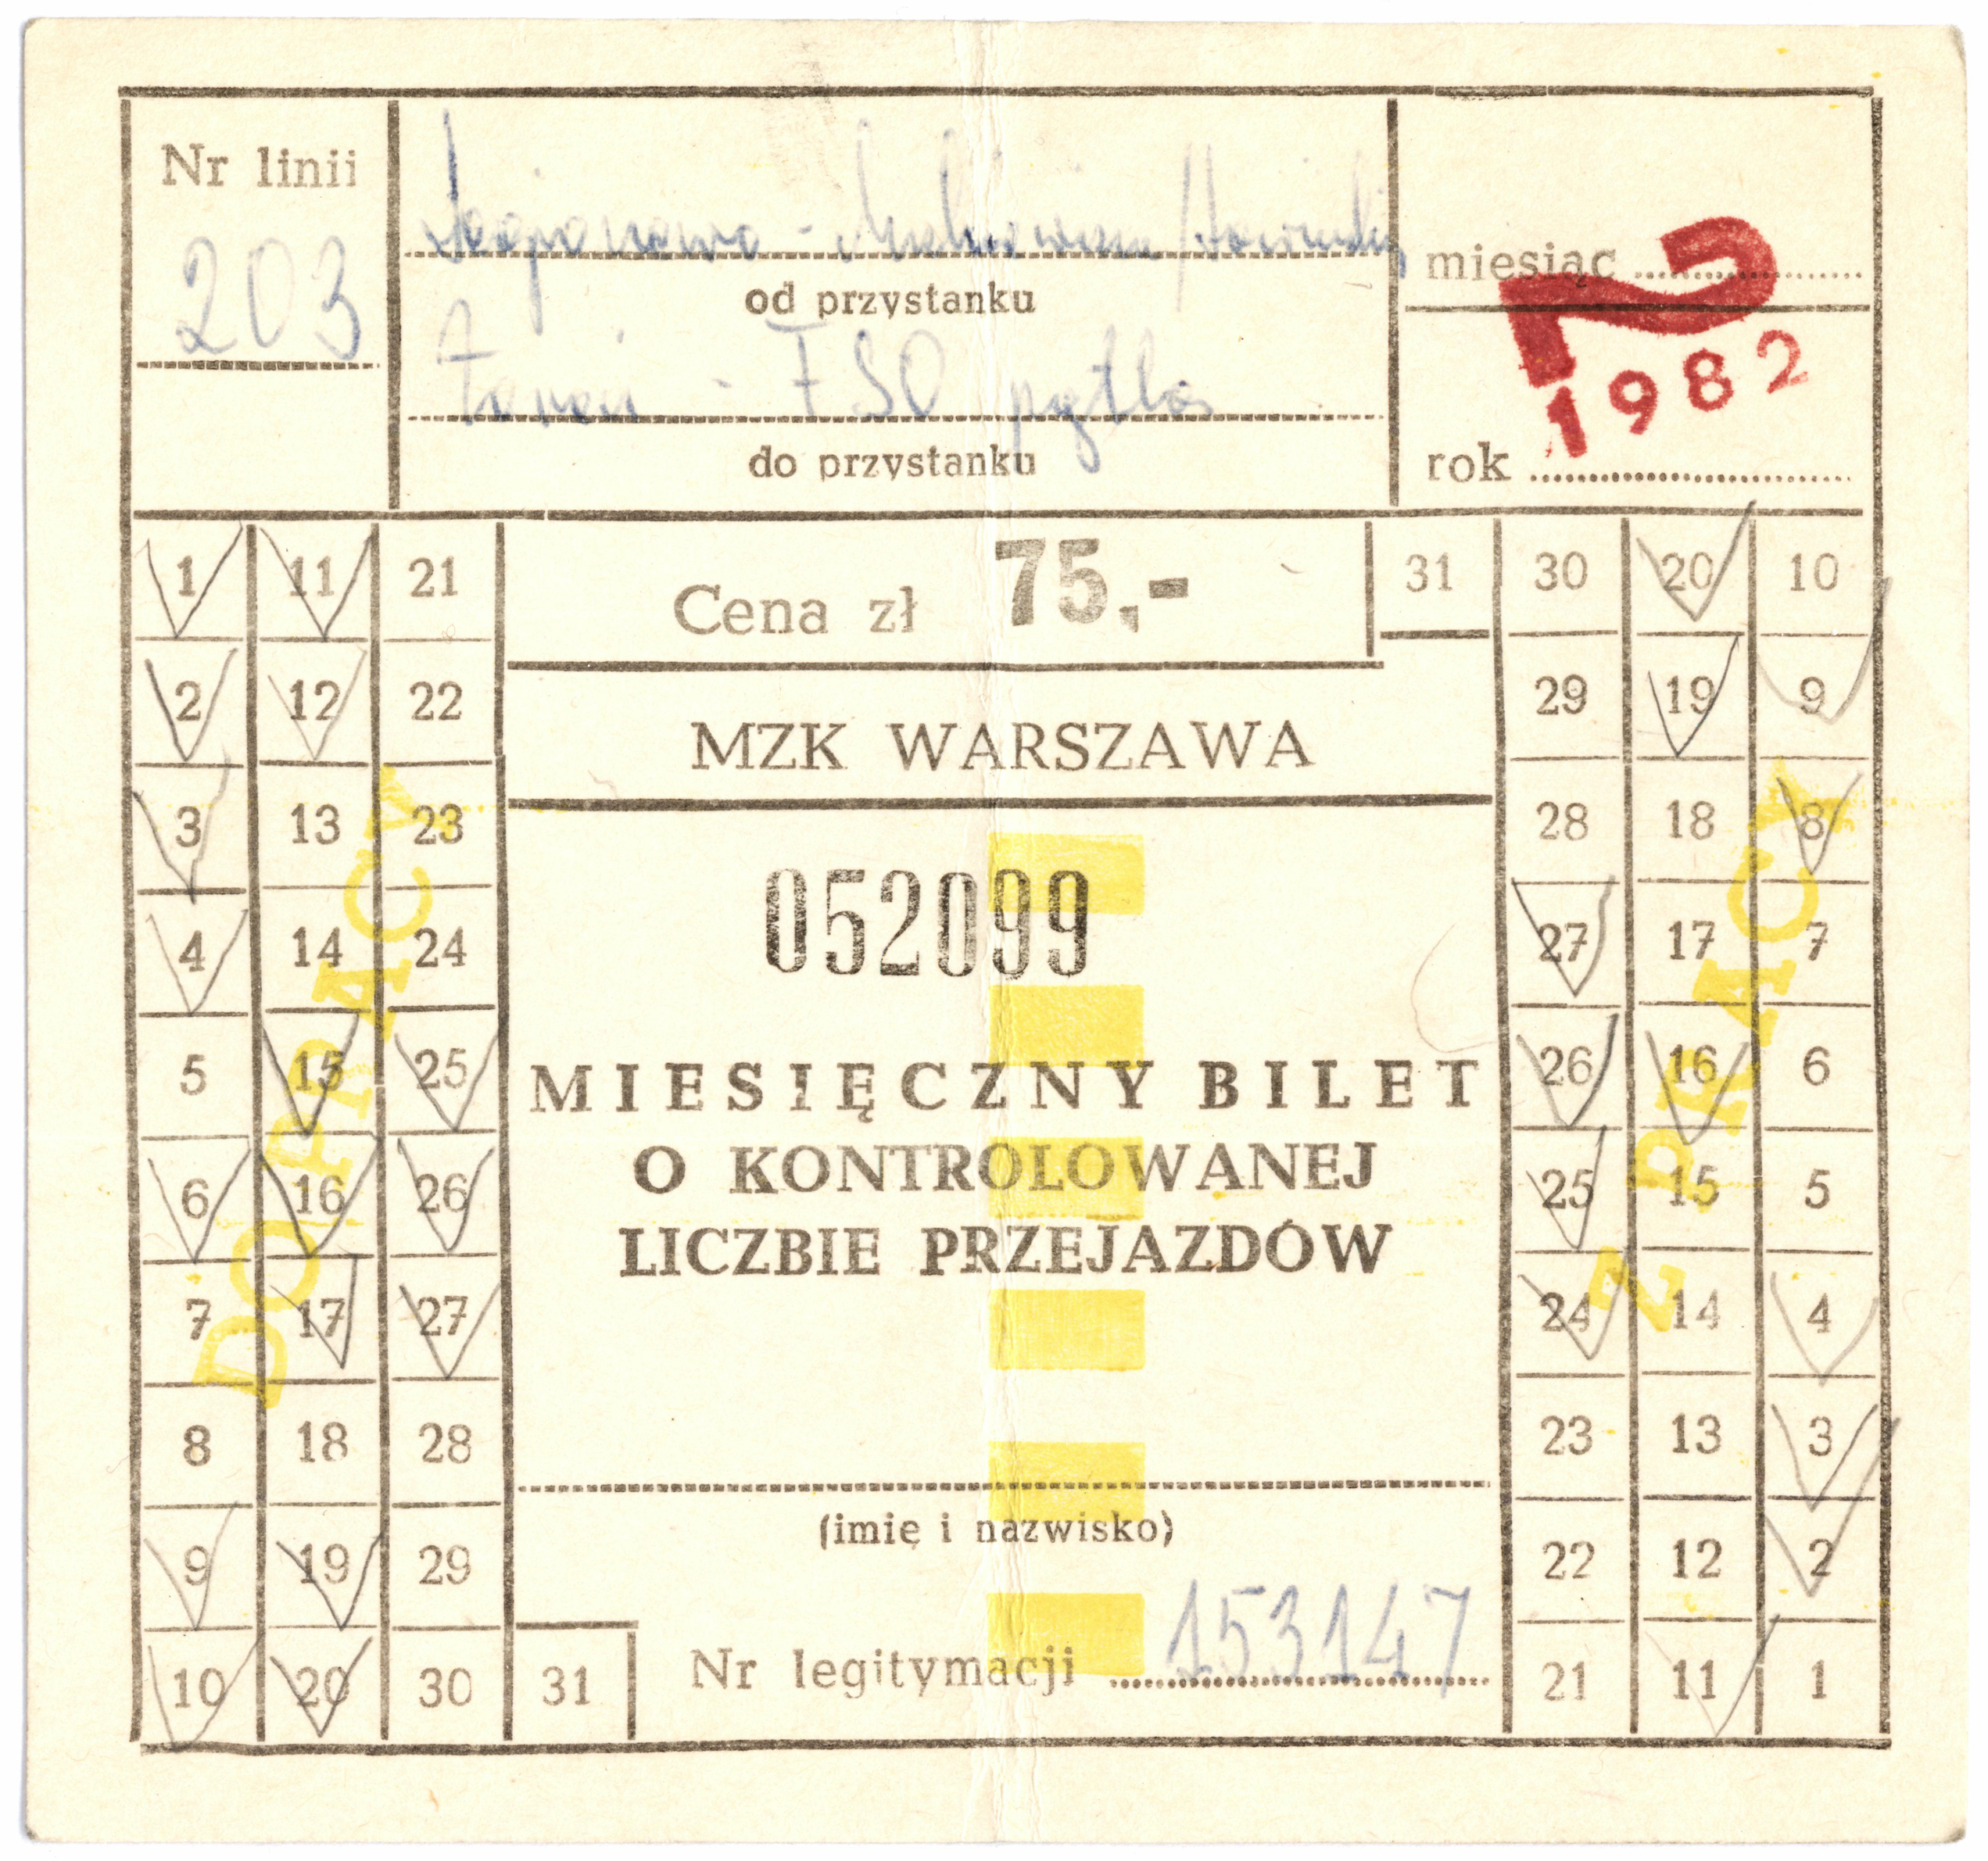 Nr linii
203
od przystanku
FSO pętla
do przystanku
miesiąc 2
1982
rok
1 11 21
2 12 22
3 13 23
4 14 24
5 15 25
6 16 26
7 17 27
8 18 28
9 19 29
10 20 30 31
DO PRACY
Cena zł 75,-
MZK WARSZAWA
052099
MIESIĘCZNY BILET
O KONTROLOWANEJ
LICZBIE PRZEJAZDÓW
(imię i nazwisko)
Nr legitymacji 153147
31 30 20 10
29 19 9
28 18 8
27 17 7
26 16 6
25 15 5
24 14 4
23 13 3
22 12 2
21 11 1
Z PRACY